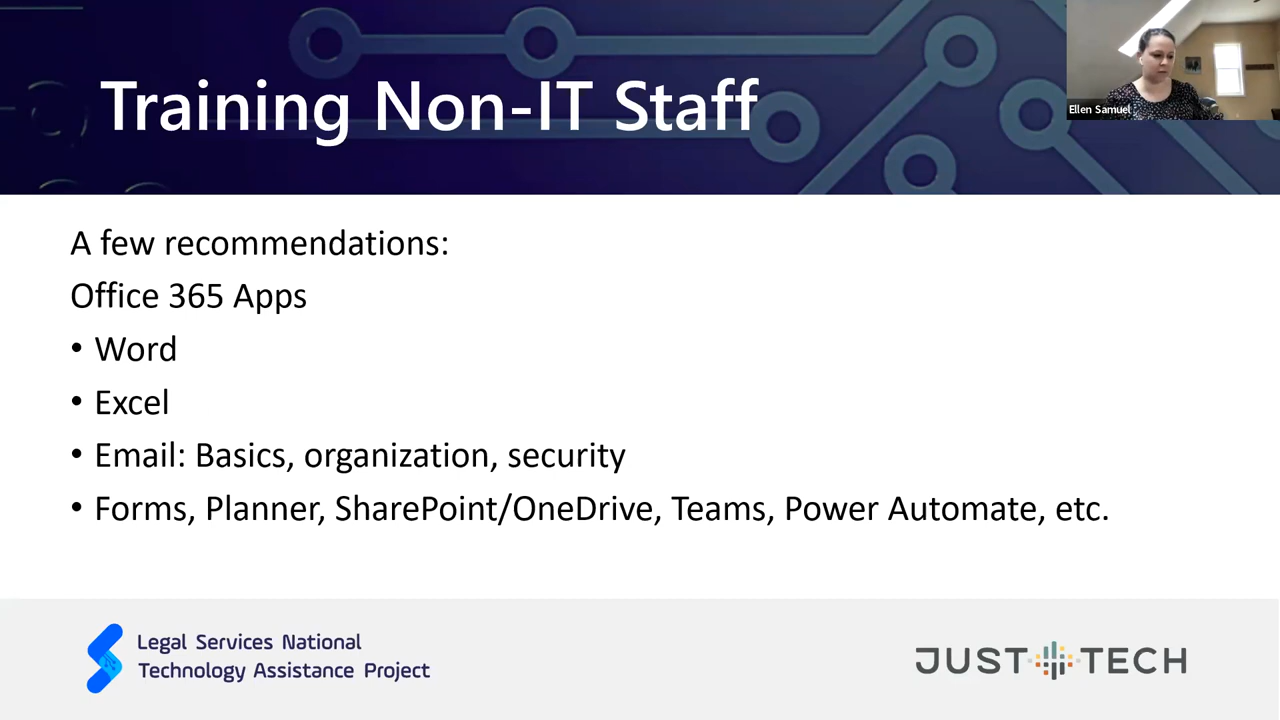 Training Non-IT Staff
Ellen Samuel
A few recommendations:
Office 365 Apps
• Word
• Excel
• Email: Basics, organization, security
• Forms, Planner, SharePoint/OneDrive, Teams, Power Automate, etc.
Legal Services National
Technology Assistance Project
JUST TECH